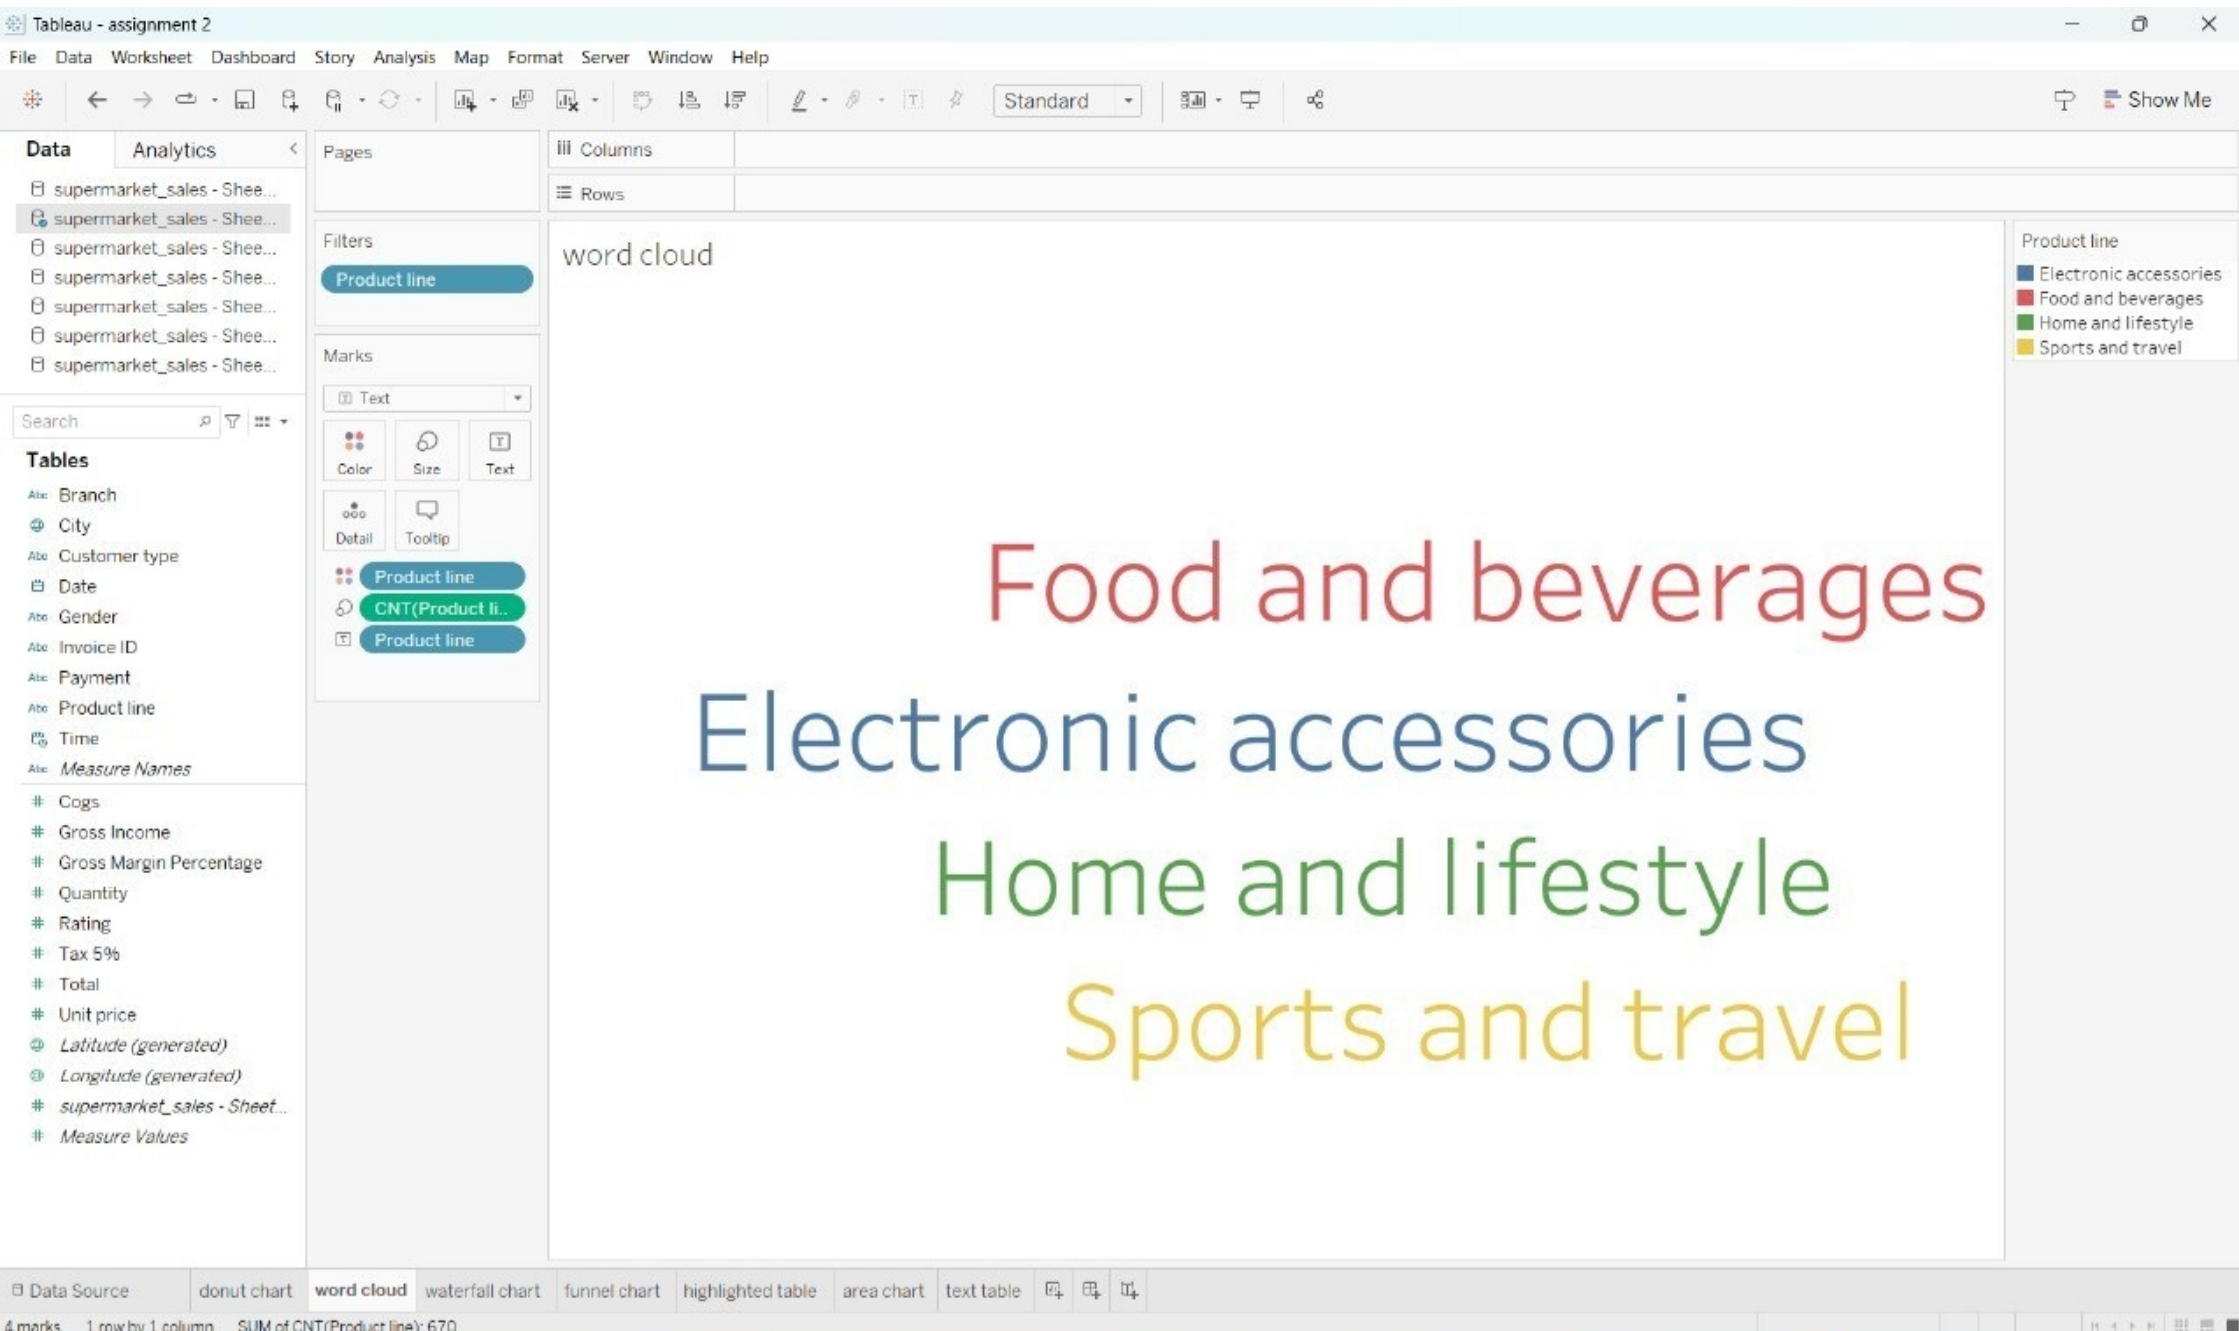 Tableau - assignment 2
File Data Worksheet Dashboard Story Analysis Map Format Server Window Help
Standard
Show Me
Data Analytics
supermarket_sales - Shee...
supermarket_sales - Shee...
supermarket_sales - Shee...
supermarket_sales - Shee...
supermarket_sales - Shee...
supermarket_sales - Shee...
supermarket_sales - Shee...
Search
Tables
Abc Branch
City
Abc Customer type
Date
Abc Gender
Abc Invoice ID
Abc Payment
Abc Product line
Time
Abc Measure Names
# Cogs
# Gross Income
# Gross Margin Percentage
# Quantity
# Rating
# Tax 5%
# Total
# Unit price
Latitude (generated)
Longitude (generated)
# supermarket_sales - Sheet...
# Measure Values
Pages
Filters
Product line
Marks
Text
Color Size Text
Detail Tooltip
Product line
CNT(Product li..
Product line
Columns
Rows
word cloud
Food and beverages
Electronic accessories
Home and lifestyle
Sports and travel
Product line
Electronic accessories
Food and beverages
Home and lifestyle
Sports and travel
Data Source donut chart word cloud waterfall chart funnel chart highlighted table area chart text table
4 marks 1 row by 1 column SUM of CNT(Product line): 670